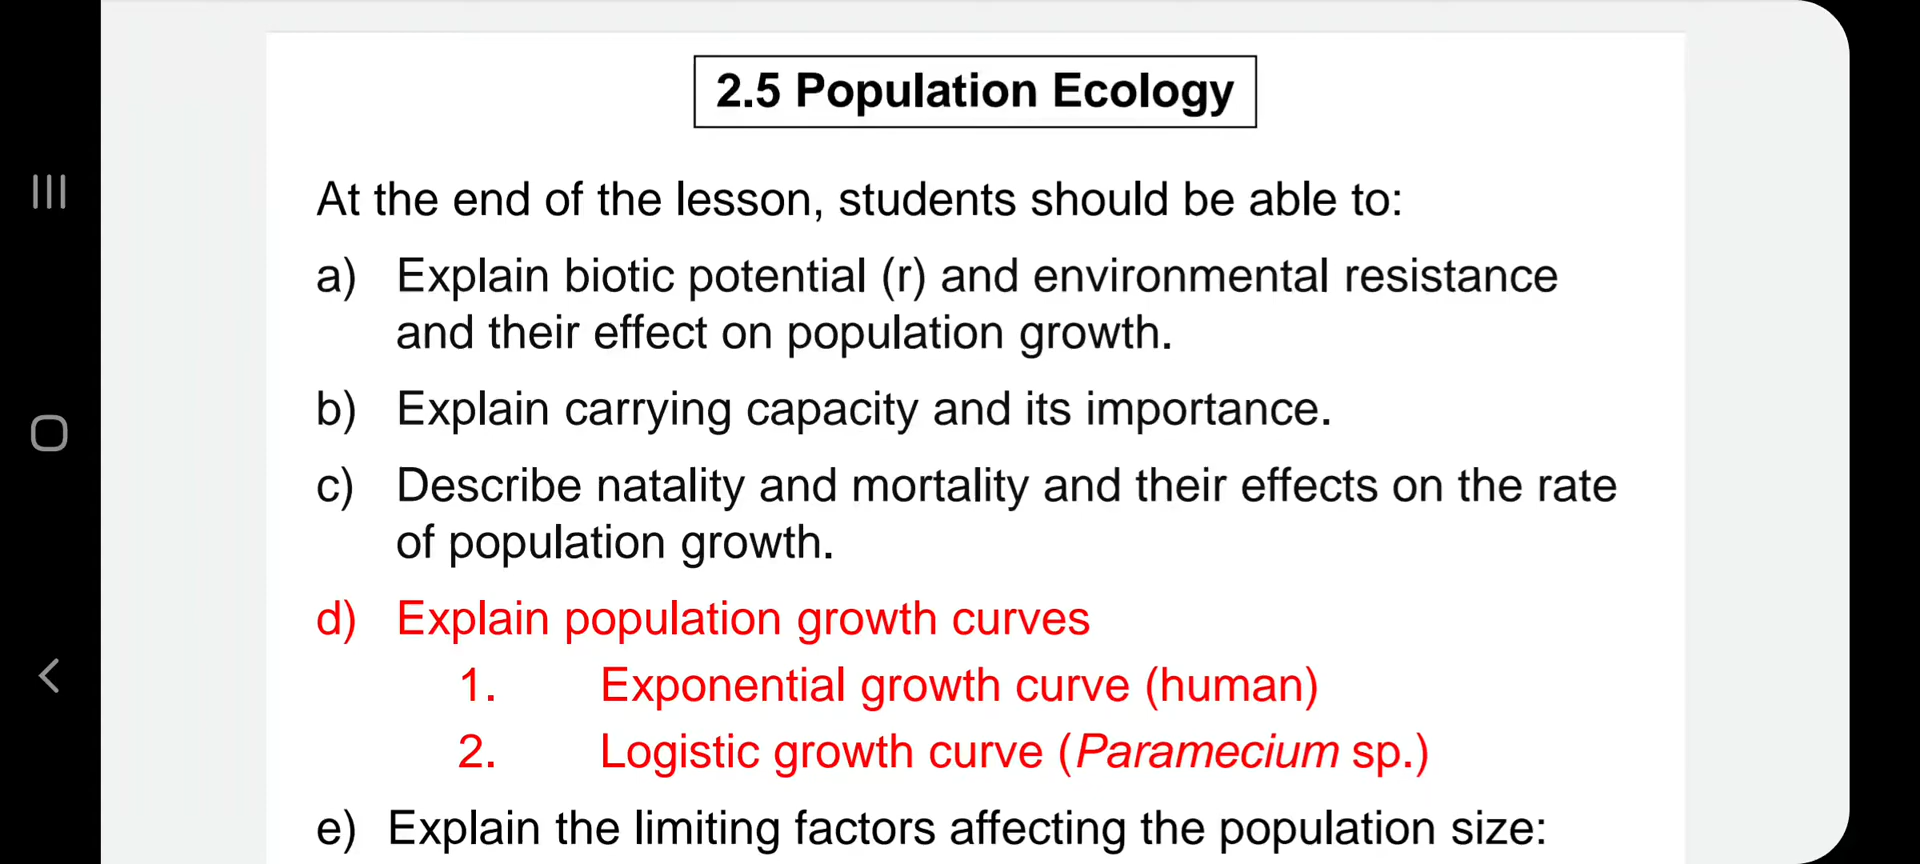 2.5 Population Ecology
At the end of the lesson, students should be able to:
a) Explain biotic potential (r) and environmental resistance
and their effect on population growth.
b) Explain carrying capacity and its importance.
c) Describe natality and mortality and their effects on the rate
of population growth.
d) Explain population growth curves
1. Exponential growth curve (human)
2. Logistic growth curve (Paramecium sp.)
e) Explain the limiting factors affecting the population size: